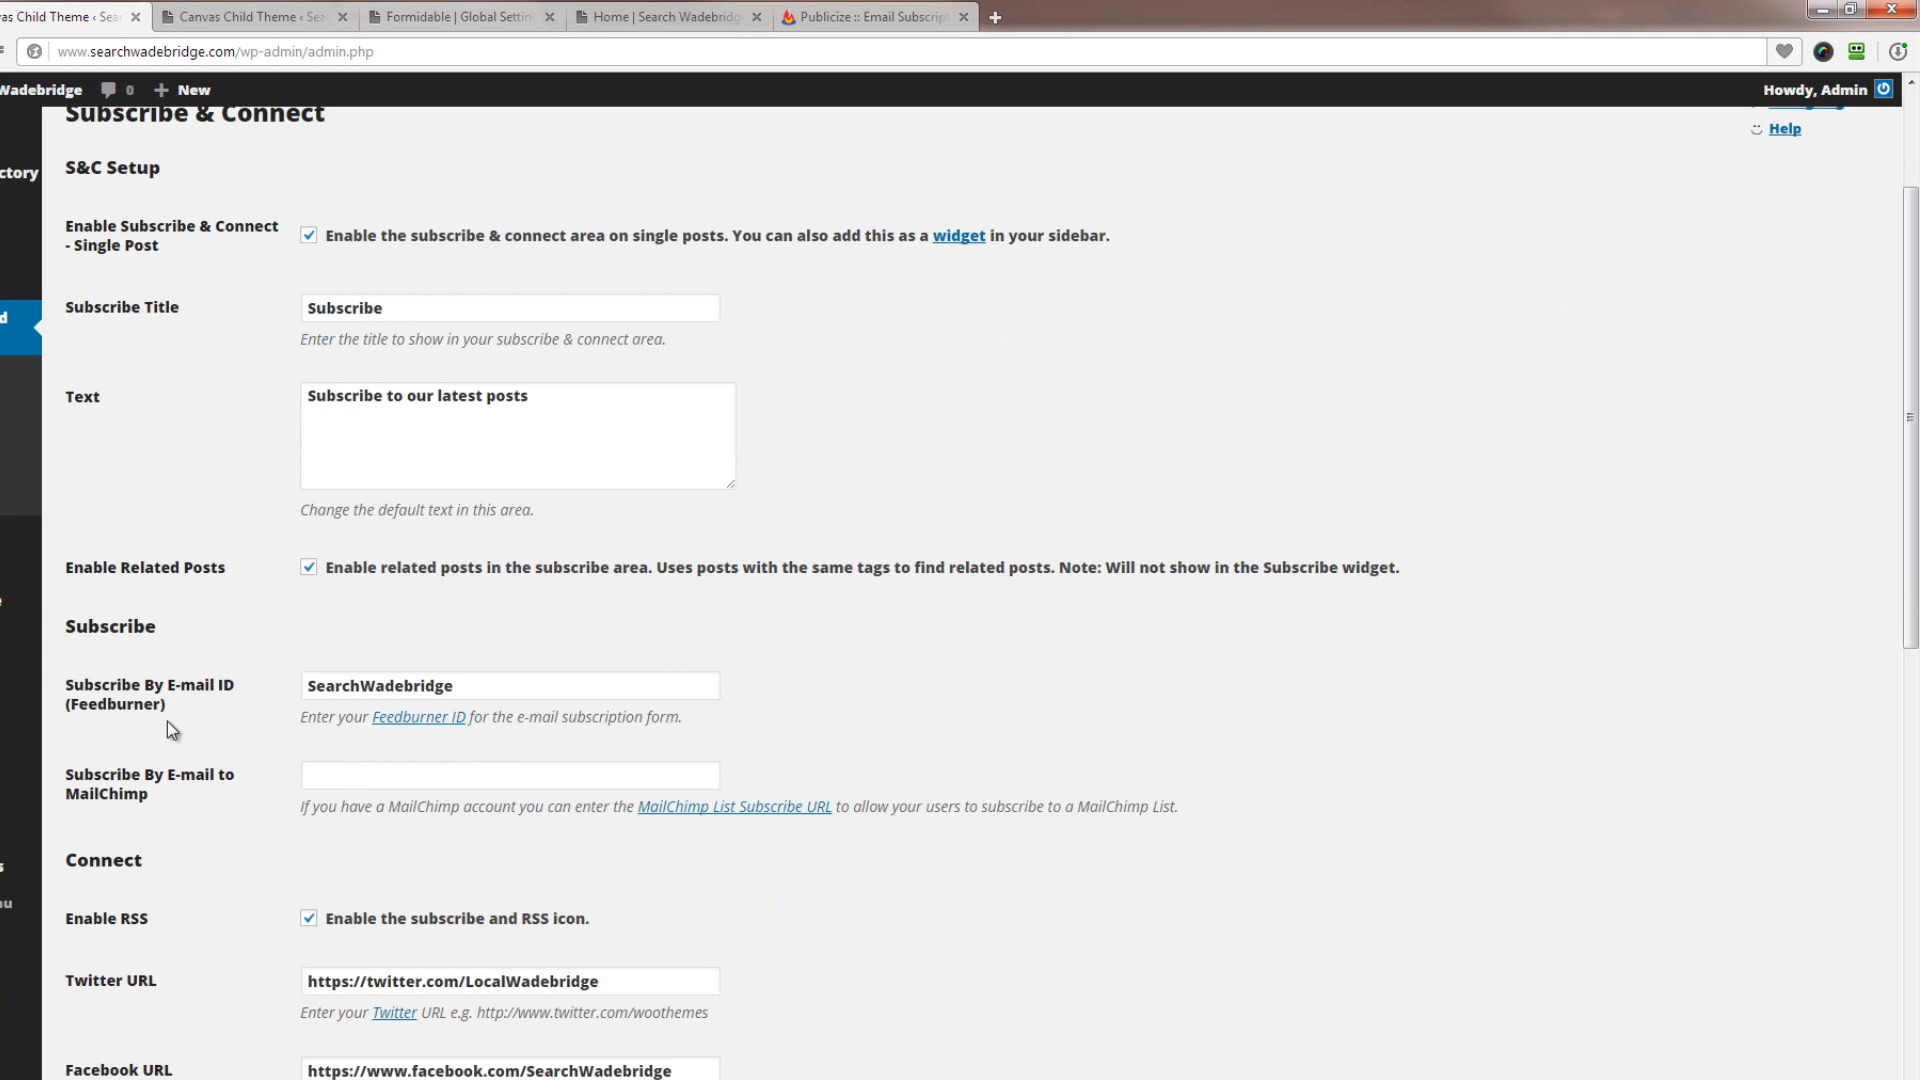 as Child Theme ‹ Sear
Canvas Child Theme ‹ Sea
Formidable | Global Settin
Home | Search Wadebridg
Publicize :: Email Subscrip
www.searchwadebridge.com/wp-admin/admin.php
Wadebridge 0 + New
Howdy, Admin
Subscribe & Connect
Help
ctory
S&C Setup
Enable Subscribe & Connect
- Single Post
Enable the subscribe & connect area on single posts. You can also add this as a widget in your sidebar.
Subscribe Title
Subscribe
Enter the title to show in your subscribe & connect area.
Text
Subscribe to our latest posts
Change the default text in this area.
Enable Related Posts
Enable related posts in the subscribe area. Uses posts with the same tags to find related posts. Note: Will not show in the Subscribe widget.
Subscribe
Subscribe By E-mail ID
(Feedburner)
SearchWadebridge
Enter your Feedburner ID for the e-mail subscription form.
Subscribe By E-mail to
MailChimp
If you have a MailChimp account you can enter the MailChimp List Subscribe URL to allow your users to subscribe to a MailChimp List.
Connect
Enable RSS
Enable the subscribe and RSS icon.
Twitter URL
https://twitter.com/LocalWadebridge
Enter your Twitter URL e.g. http://www.twitter.com/woothemes
Facebook URL
https://www.facebook.com/SearchWadebridge